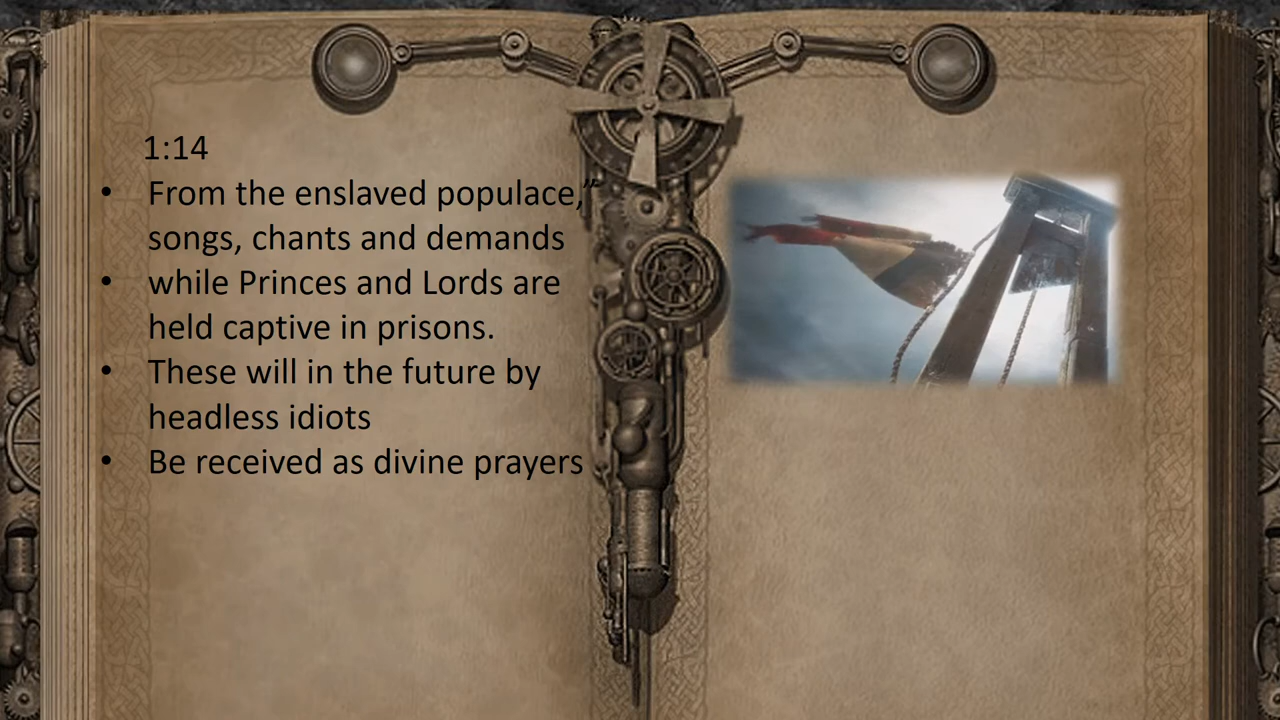 1:14
• From the enslaved populace,”
songs, chants and demands
• while Princes and Lords are
held captive in prisons.
• These will in the future by
headless idiots
• Be received as divine prayers